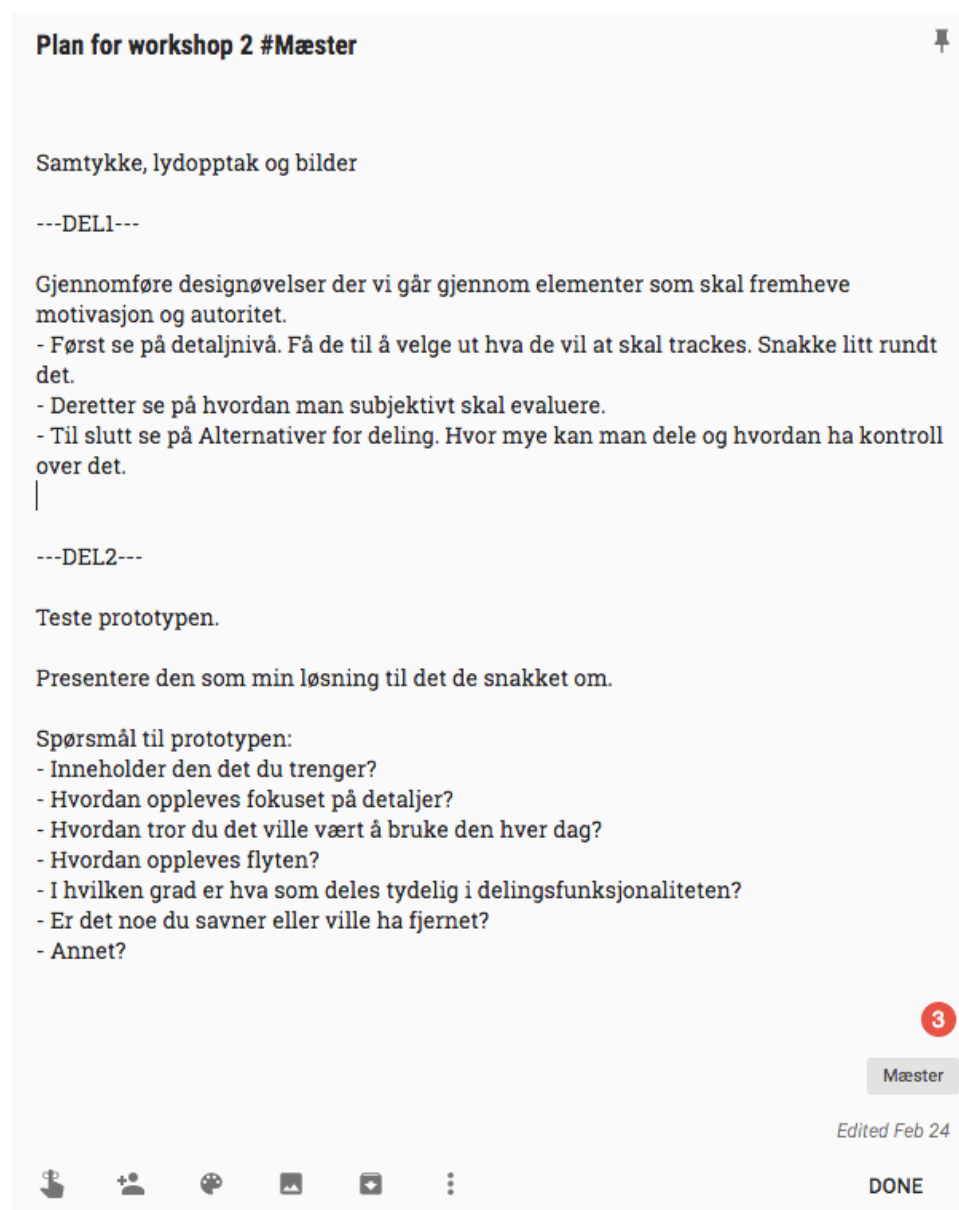 Plan for workshop 2 #Mæster
Samtykke, lydopptak og bilder
---DEL1---
Gjennomføre designøvelser der vi går gjennom elementer som skal fremheve
motivasjon og autoritet.
- Først se på detaljnivå. Få de til å velge ut hva de vil at skal trackes. Snakke litt rundt
det.
- Deretter se på hvordan man subjektivt skal evaluere.
- Til slutt se på Alternativer for deling. Hvor mye kan man dele og hvordan ha kontroll
over det.
---DEL2---
Teste prototypen.
Presentere den som min løsning til det de snakket om.
Spørsmål til prototypen:
- Inneholder den det du trenger?
- Hvordan oppleves fokuset på detaljer?
- Hvordan tror du det ville vært å bruke den hver dag?
- Hvordan oppleves flyten?
- I hvilken grad er hva som deles tydelig i delingsfunksjonaliteten?
- Er det noe du savner eller ville ha fjernet?
- Annet?
3
Mæster
Edited Feb 24
DONE